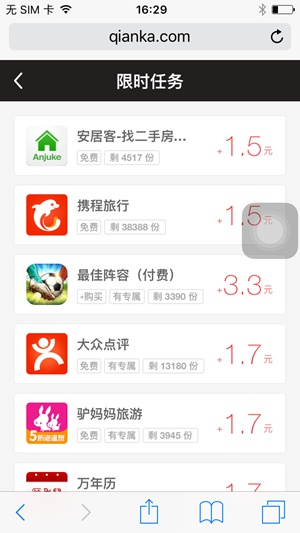 无 SIM 卡 16:29
qianka.com
限时任务
安居客-找二手房...
Anjuke
免费 剩 4517 份
+1.5元
携程旅行
免费 剩 38388 份
+1.5元
最佳阵容（付费）
+购买 有专属 剩 3390 份
+3.3元
大众点评
免费 有专属 剩 13180 份
+1.7元
驴妈妈旅游
免费 有专属 剩 3945 份
+1.7元
万年历